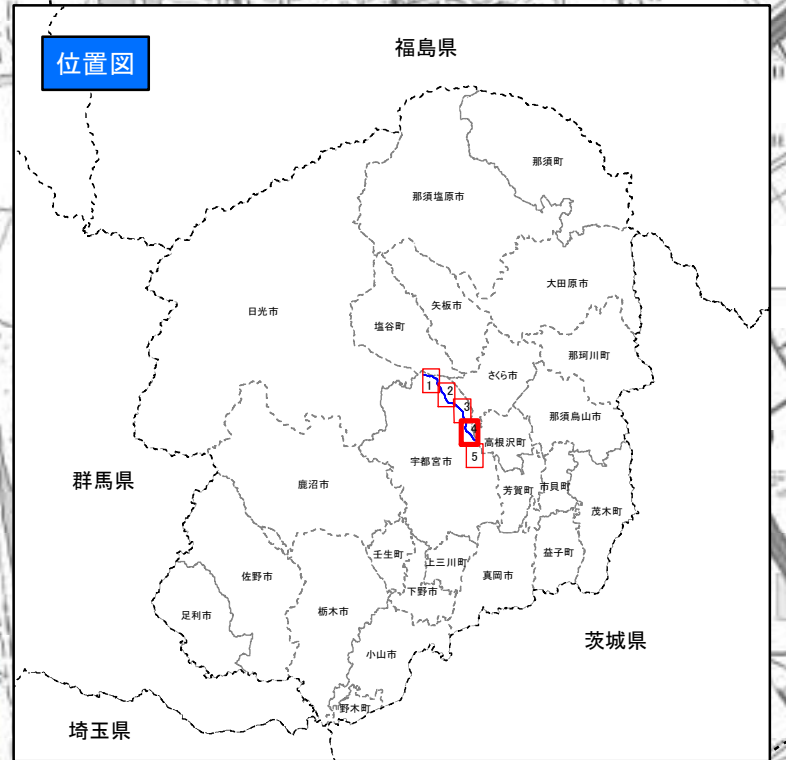 位置図
福島県
那須町
那須塩原市
大田原市
日光市
矢板市
塩谷町
那珂川町
さくら市
1
2
3
那須烏山市
4
高根沢町
宇都宮市
5
群馬県
鹿沼市
芳賀町
市貝町
茂木町
壬生町
上三川町
益子町
佐野市
真岡市
下野市
足利市
栃木市
茨城県
小山市
野木町
埼玉県